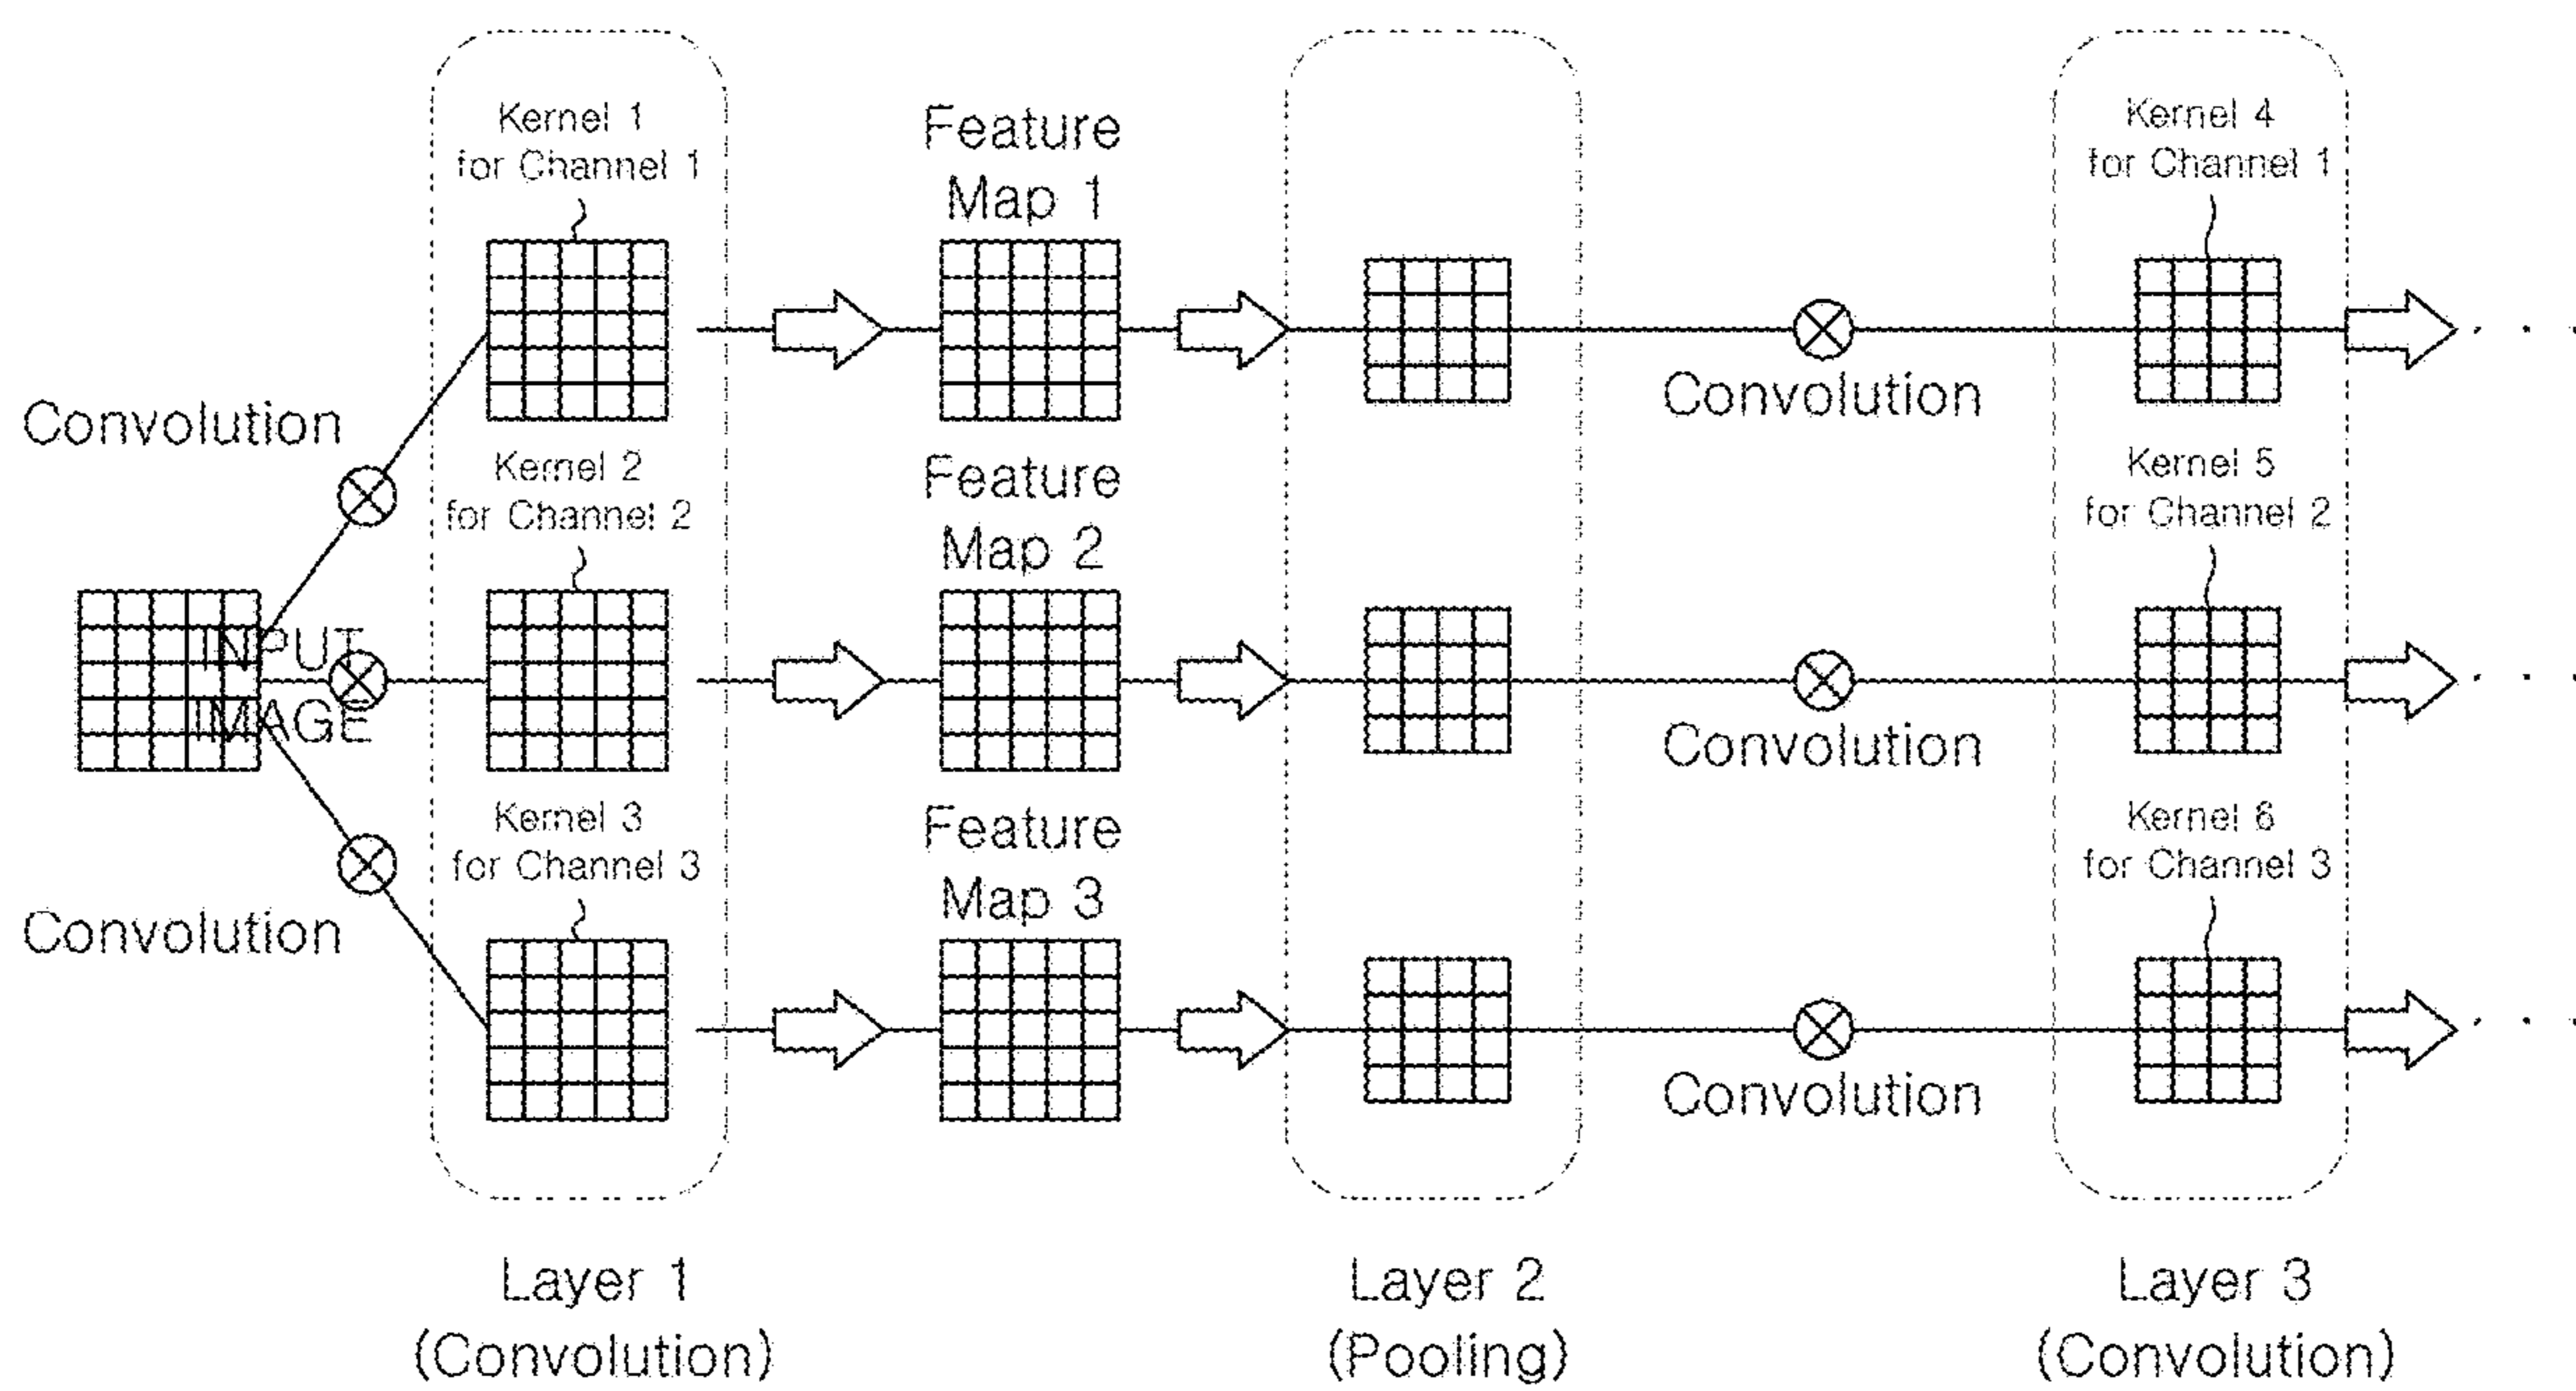 Kernel 1
for Channel 1
Feature
Map 1
Kernel 4
for Channel 1
Convolution
Convolution
Kernel 2
for Channel 2
Feature
Map 2
Kernel 5
for Channel 2
INPUT
IMAGE
Convolution
Kernel 3
for Channel 3
Feature
Map 3
Kernel 6
for Channel 3
Convolution
Convolution
Layer 1
(Convolution)
Layer 2
(Pooling)
Layer 3
(Convolution)